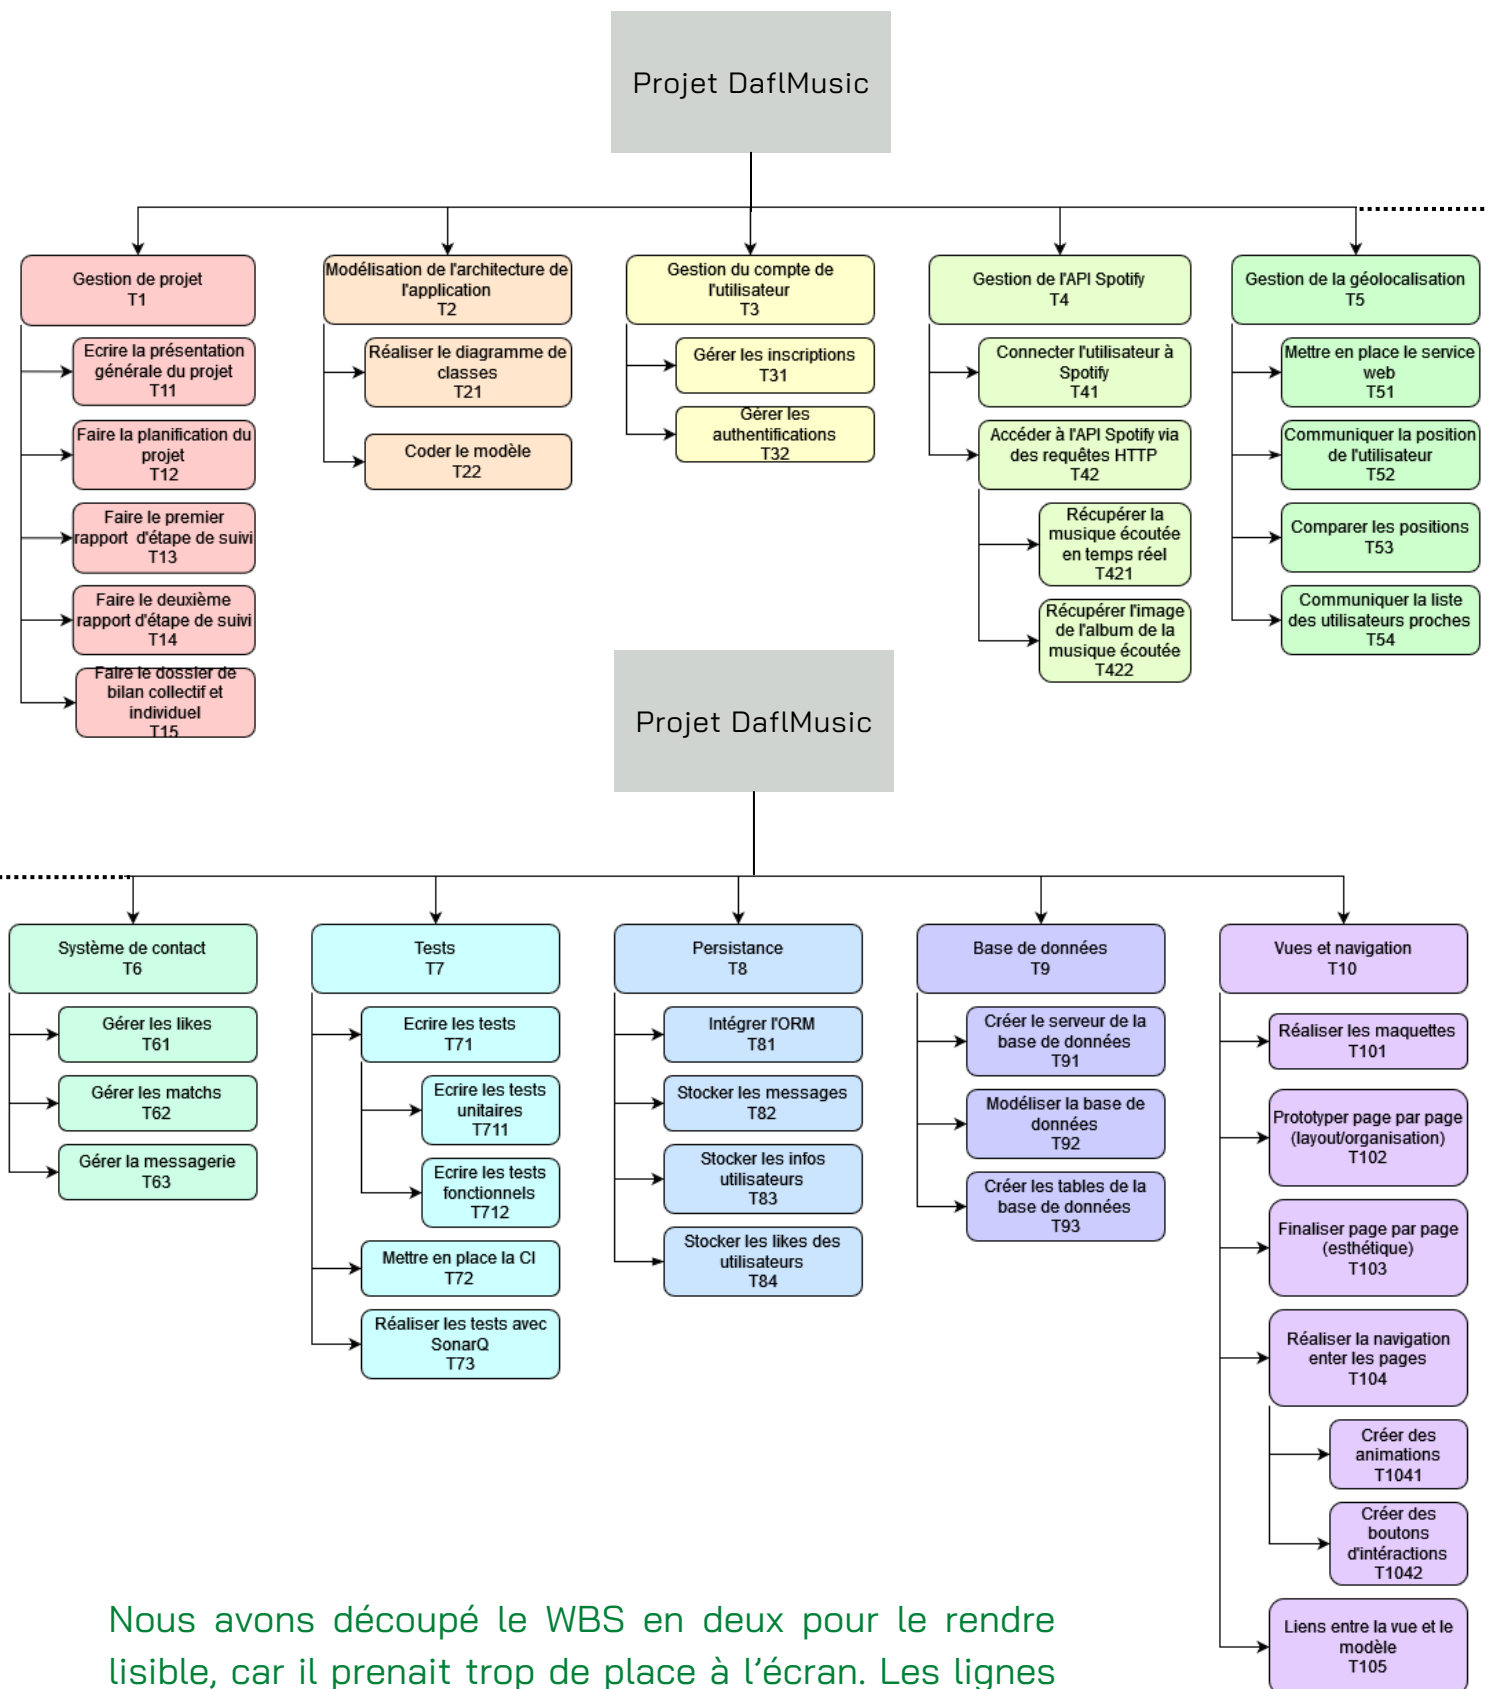 Projet DaflMusic
Gestion de projet
T1
Ecrire la présentation
générale du projet
T11
Faire la planification du
projet
T12
Faire le premier
rapport d'étape de suivi
T13
Faire le deuxième
rapport d'étape de suivi
T14
Faire le dossier de
bilan collectif et
individuel
T15
Modélisation de l'architecture de
l'application
T2
Réaliser le diagramme de
classes
T21
Coder le modèle
T22
Gestion du compte de
l'utilisateur
T3
Gérer les inscriptions
T31
Gérer les
authentifications
T32
Gestion de l'API Spotify
T4
Connecter l'utilisateur à
Spotify
T41
Accéder à l'API Spotify via
des requêtes HTTP
T42
Récupérer la
musique écoutée
en temps réel
T421
Récupérer l'image
de l'album de la
musique écoutée
T422
Gestion de la géolocalisation
T5
Mettre en place le service
web
T51
Communiquer la position
de l'utilisateur
T52
Comparer les positions
T53
Communiquer la liste
des utilisateurs proches
T54
Projet DaflMusic
Système de contact
T6
Gérer les likes
T61
Gérer les matchs
T62
Gérer la messagerie
T63
Tests
T7
Ecrire les tests
T71
Ecrire les tests
unitaires
T711
Ecrire les tests
fonctionnels
T712
Mettre en place la CI
T72
Réaliser les tests avec
SonarQ
T73
Persistance
T8
Intégrer l'ORM
T81
Stocker les messages
T82
Stocker les infos
utilisateurs
T83
Stocker les likes des
utilisateurs
T84
Base de données
T9
Créer le serveur de la
base de données
T91
Modéliser la base de
données
T92
Créer les tables de la
base de données
T93
Vues et navigation
T10
Réaliser les maquettes
T101
Prototyper page par page
(layout/organisation)
T102
Finaliser page par page
(esthétique)
T103
Réaliser la navigation
enter les pages
T104
Créer des
animations
T1041
Créer des
boutons
d'intéractions
T1042
Liens entre la vue et le
modèle
T105
Nous avons découpé le WBS en deux pour le rendre
lisible, car il prenait trop de place à l'écran. Les lignes